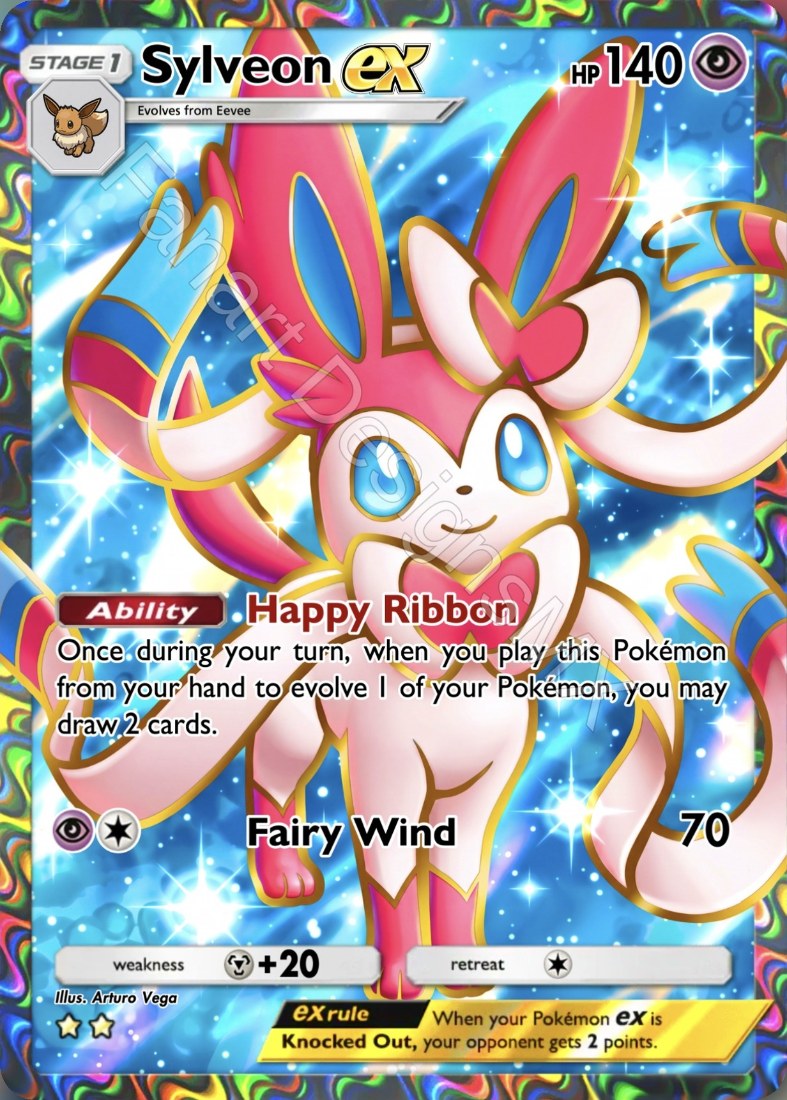 STAGE 1 Sylveon ex HP 140
Evolves from Eevee
Fanart DesignsMX
Ability Happy Ribbon
Once during your turn, when you play this Pokémon
from your hand to evolve 1 of your Pokémon, you may
draw 2 cards.
Fairy Wind 70
weakness +20 retreat
Illus. Arturo Vega
ex rule When your Pokémon ex is
Knocked Out, your opponent gets 2 points.